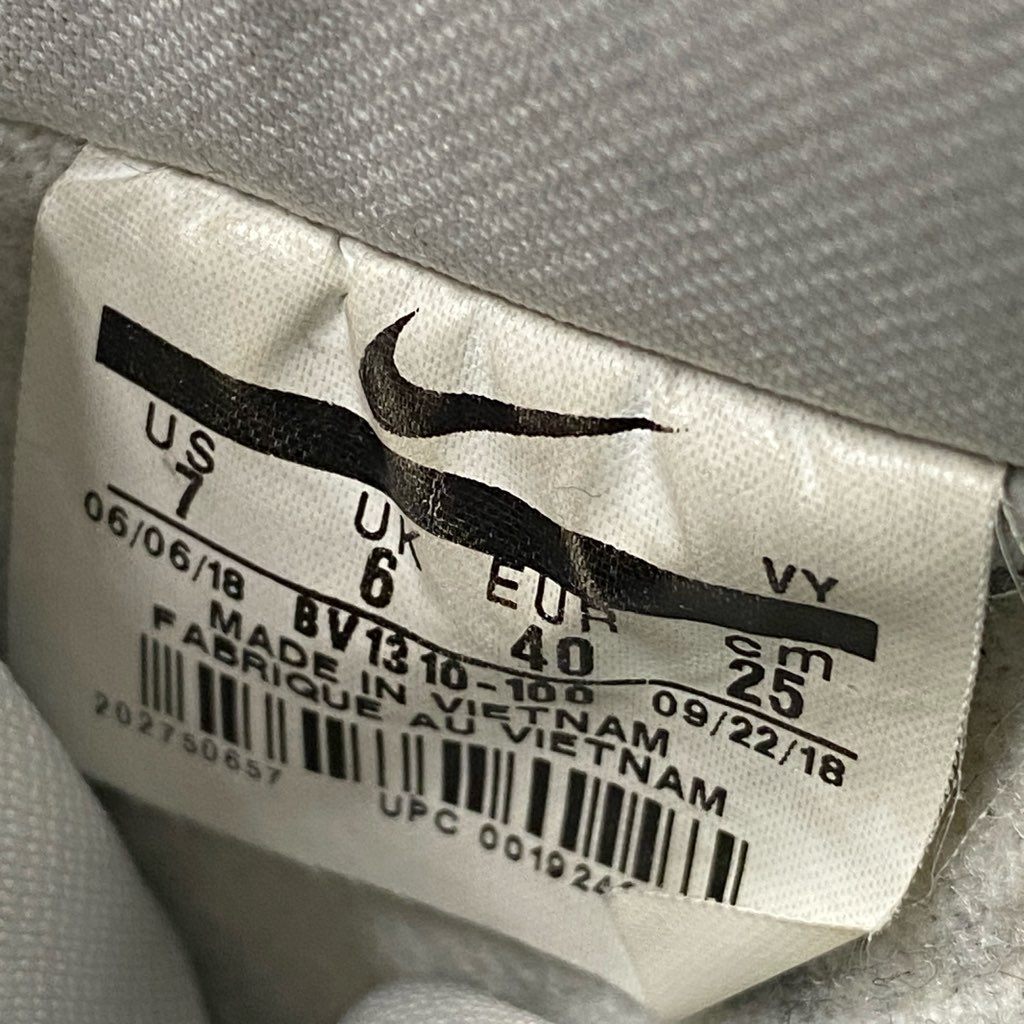 VY
US UK EUR cm
7 6 40 25
06/06/18 BV1310-100 09/22/18
MADE IN VIETNAM
FABRIQUE AU VIETNAM
202750657
UPC 001924